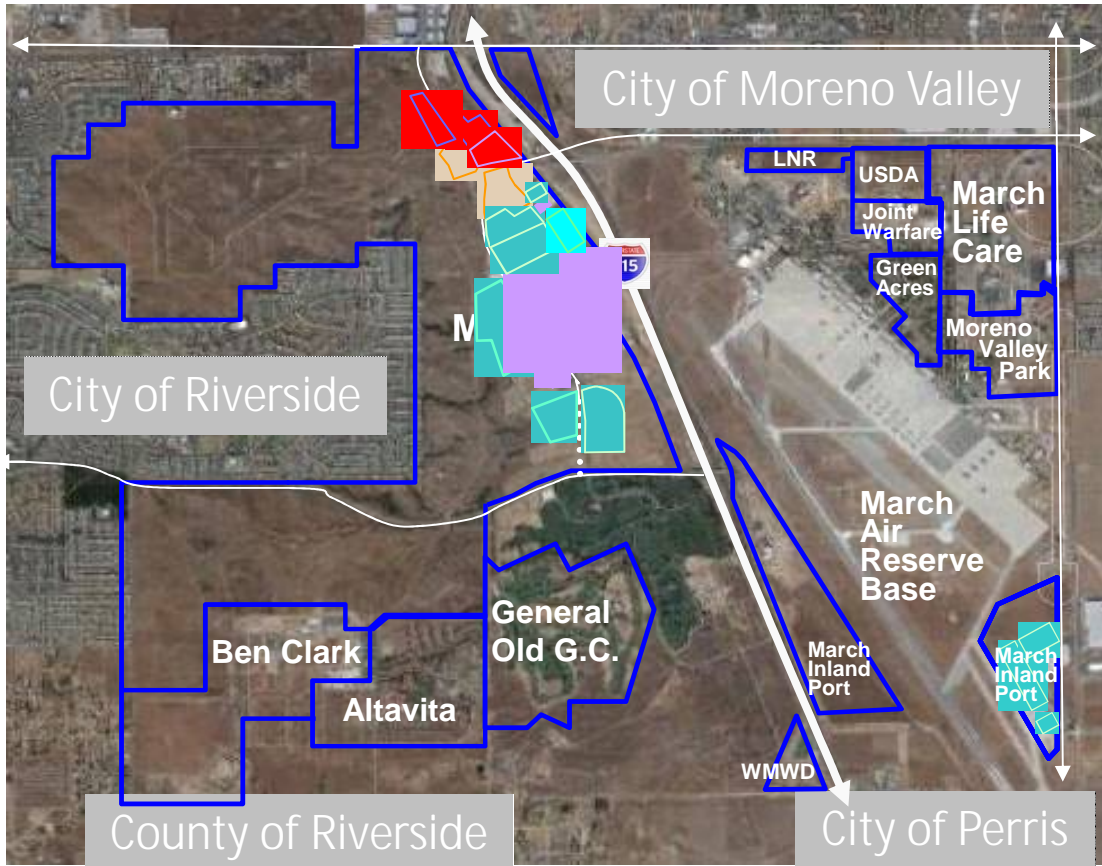 City of Moreno Valley
LNR
USDA
March
Life
Care
Joint
Warfare
Green
Acres
Moreno
Valley
Park
15
M
City of Riverside
March
Air
Reserve
Base
General
Old G.C.
Ben Clark
Altavita
March
Inland
Port
March
Inland
Port
WMWD
County of Riverside
City of Perris